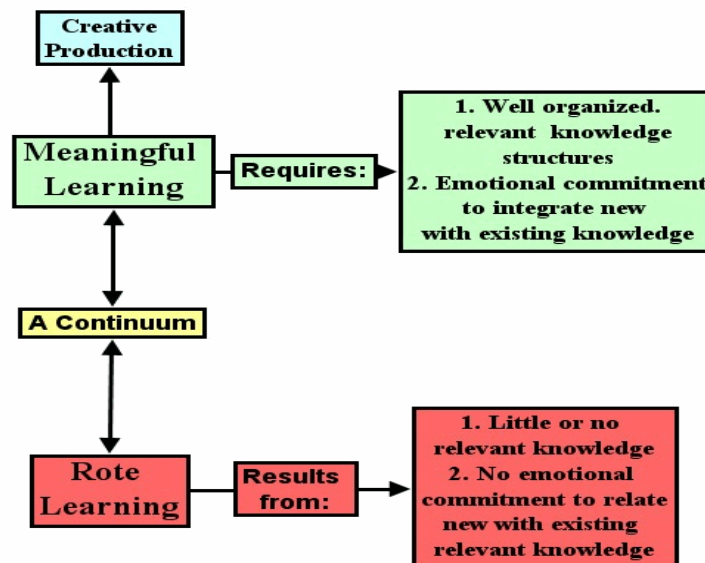 Creative
Production
Meaningful
Learning
Requires:
1. Well organized.
relevant knowledge
structures
2. Emotional commitment
to integrate new
with existing knowledge
A Continuum
Rote
Learning
Results
from:
1. Little or no
relevant knowledge
2. No emotional
commitment to relate
new with existing
relevant knowledge